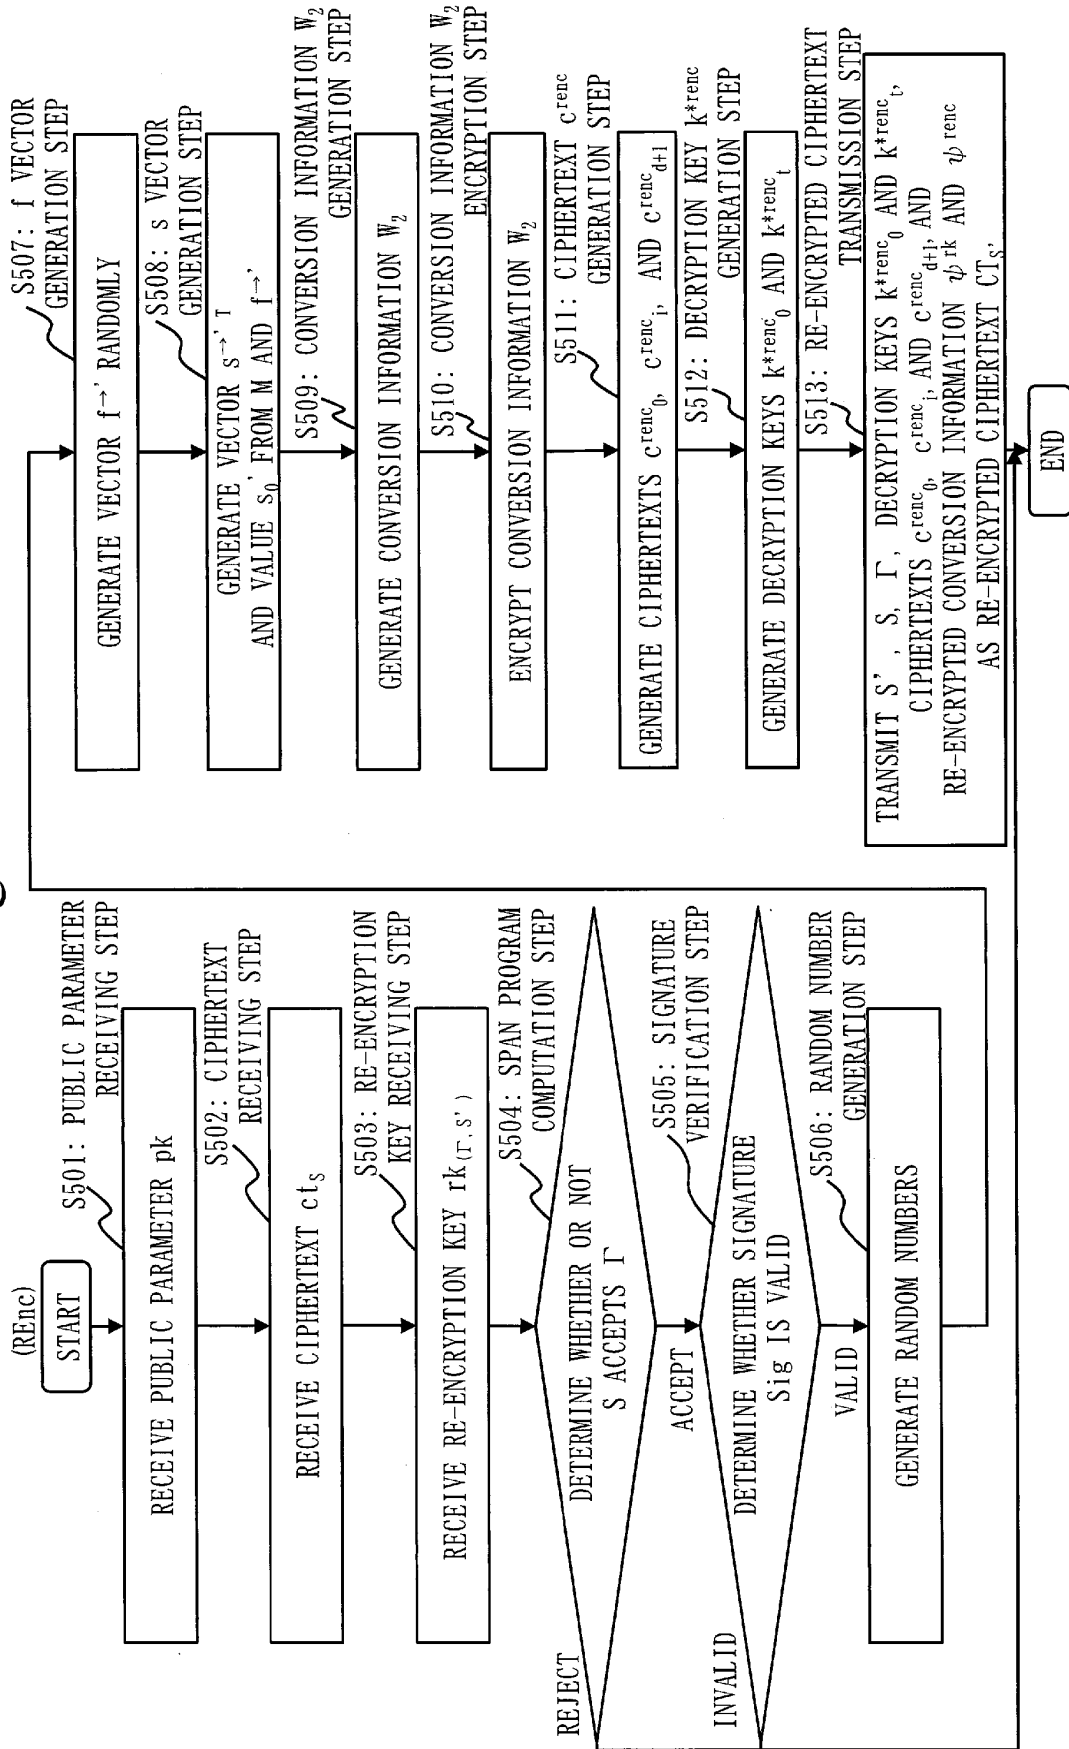 (REnc)
START
S501: PUBLIC PARAMETER
RECEIVING STEP
RECEIVE PUBLIC PARAMETER pk
S502: CIPHERTEXT
RECEIVING STEP
RECEIVE CIPHERTEXT ct_S
S503: RE-ENCRYPTION
KEY RECEIVING STEP
RECEIVE RE-ENCRYPTION KEY rk_(Γ,S')
S504: SPAN PROGRAM
COMPUTATION STEP
DETERMINE WHETHER OR NOT
S ACCEPTS Γ
REJECT
ACCEPT
S505: SIGNATURE
VERIFICATION STEP
DETERMINE WHETHER SIGNATURE
Sig IS VALID
INVALID
VALID
S506: RANDOM NUMBER
GENERATION STEP
GENERATE RANDOM NUMBERS
S507: f VECTOR
GENERATION STEP
GENERATE VECTOR f→' RANDOMLY
S508: s VECTOR
GENERATION STEP
GENERATE VECTOR s→'T
AND VALUE s0' FROM M AND f→'
S509: CONVERSION INFORMATION W2
GENERATION STEP
GENERATE CONVERSION INFORMATION W2
S510: CONVERSION INFORMATION W2
ENCRYPTION STEP
ENCRYPT CONVERSION INFORMATION W2
S511: CIPHERTEXT c^renc
GENERATION STEP
GENERATE CIPHERTEXTS c^renc_0, c^renc_i, AND c^renc_d+1
S512: DECRYPTION KEY k*renc
GENERATION STEP
GENERATE DECRYPTION KEYS k*renc_0 AND k*renc_t
S513: RE-ENCRYPTED CIPHERTEXT
TRANSMISSION STEP
TRANSMIT S', S, Γ, DECRYPTION KEYS k*renc_0 AND k*renc_t,
CIPHERTEXTS c^renc_0, c^renc_i, AND c^renc_d+1, AND
RE-ENCRYPTED CONVERSION INFORMATION ψ^rk AND ψ^renc
AS RE-ENCRYPTED CIPHERTEXT CT_S'
END